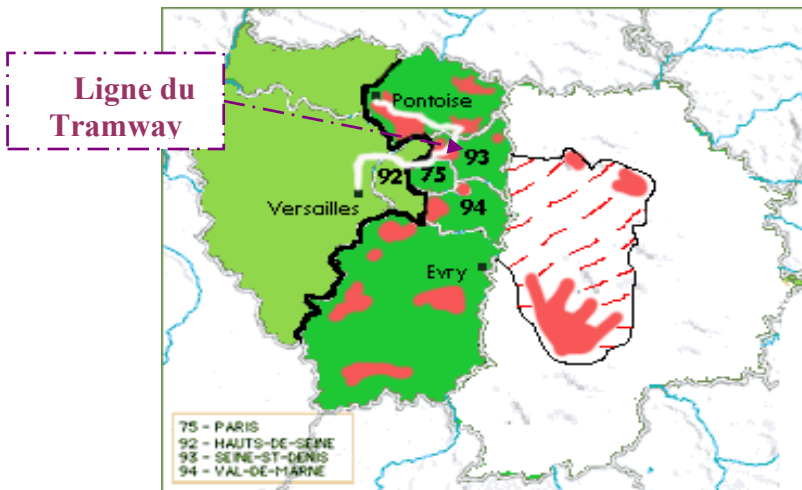 Ligne du
Tramway
Pontoise
93
92
75
Versailles
94
Evry
75 - PARIS
92 - HAUTS-DE-SEINE
93 - SEINE-ST-DENIS
94 - VAL-DE-MARNE